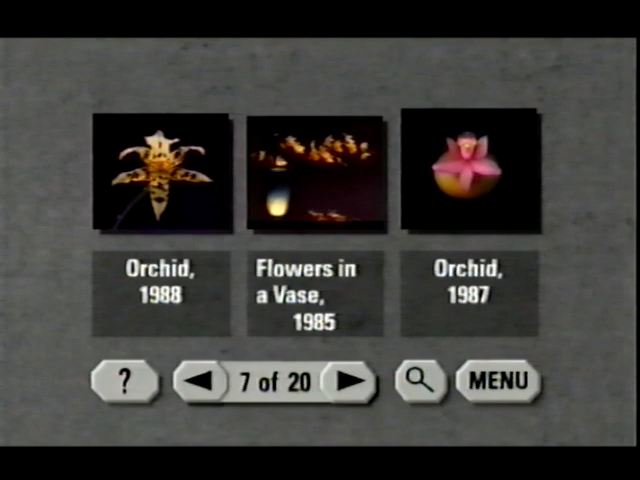 Orchid,
1988
Flowers in
a Vase,
1985
Orchid,
1987
?
7 of 20
MENU